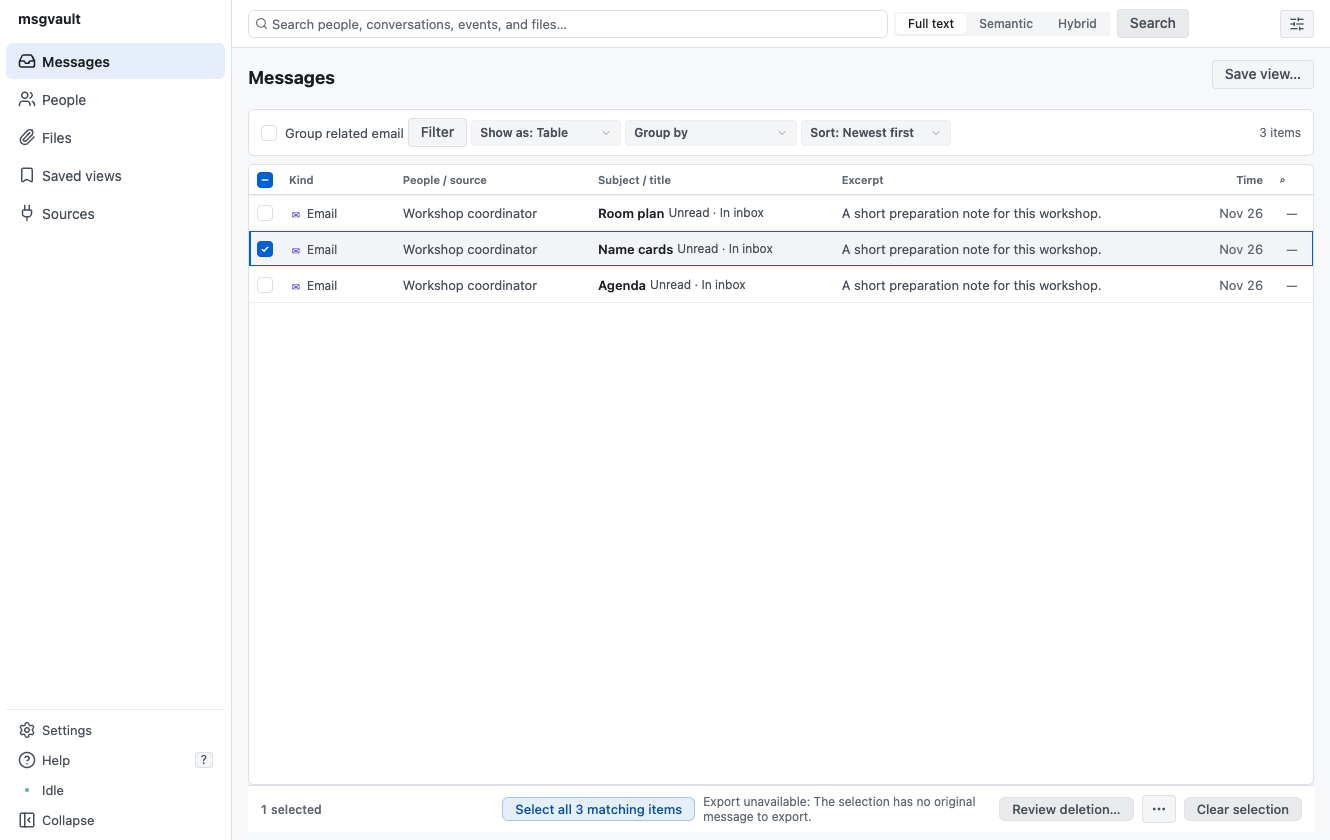 msgvault
Messages
People
Files
Saved views
Sources
Settings
Help ?
Idle
Collapse
Search people, conversations, events, and files...
Full text Semantic Hybrid Search
Messages Save view...
Group related email Filter Show as: Table Group by Sort: Newest first 3 items
Kind People / source Subject / title Excerpt Time
Email Workshop coordinator Room plan Unread · In inbox A short preparation note for this workshop. Nov 26 —
Email Workshop coordinator Name cards Unread · In inbox A short preparation note for this workshop. Nov 26 —
Email Workshop coordinator Agenda Unread · In inbox A short preparation note for this workshop. Nov 26 —
1 selected Select all 3 matching items
Export unavailable: The selection has no original
message to export.
Review deletion... ··· Clear selection